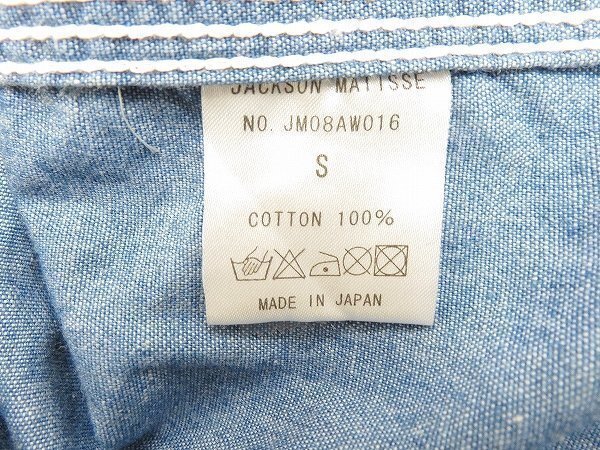 JACKSON MATISSE
NO. JM08AW016
S
COTTON 100%
MADE IN JAPAN